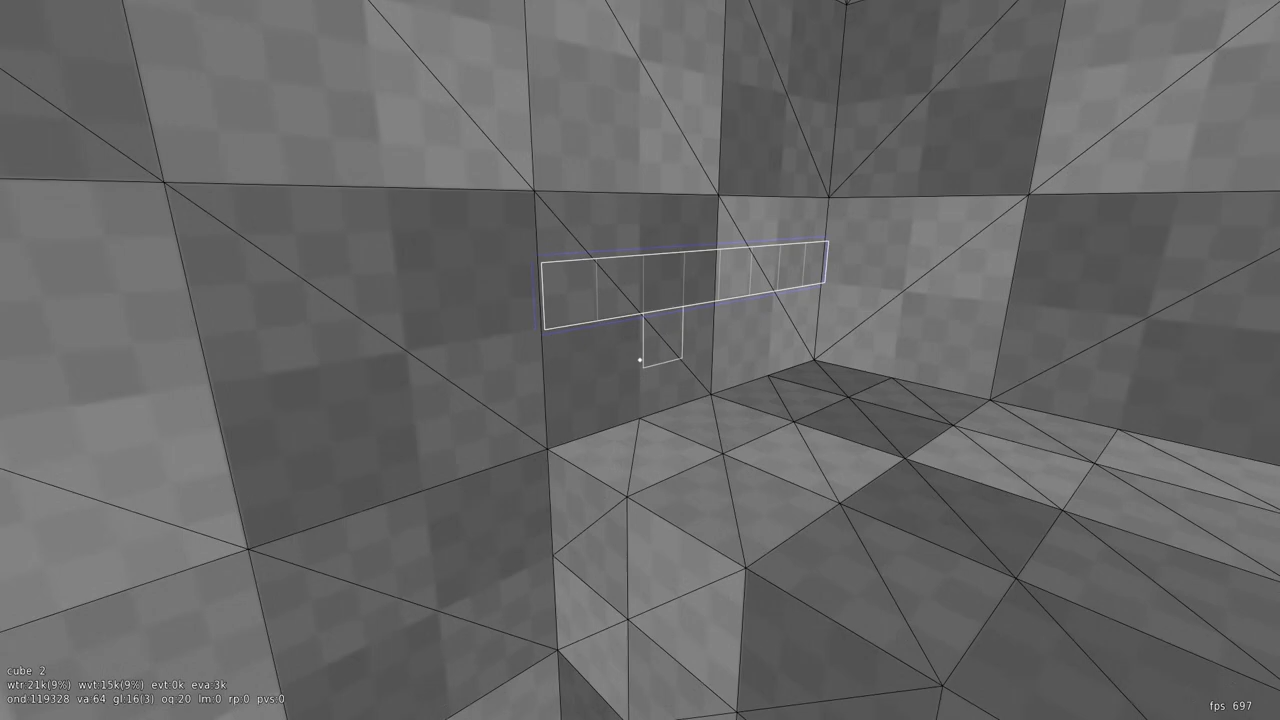 cube 2
wtr:21k(9%) wvt:15k(9%) evt:0k eva:3k
ond:119328 va:64 gl:16(3) oq:20 lm:0 rp:0 pvs:0
fps 697